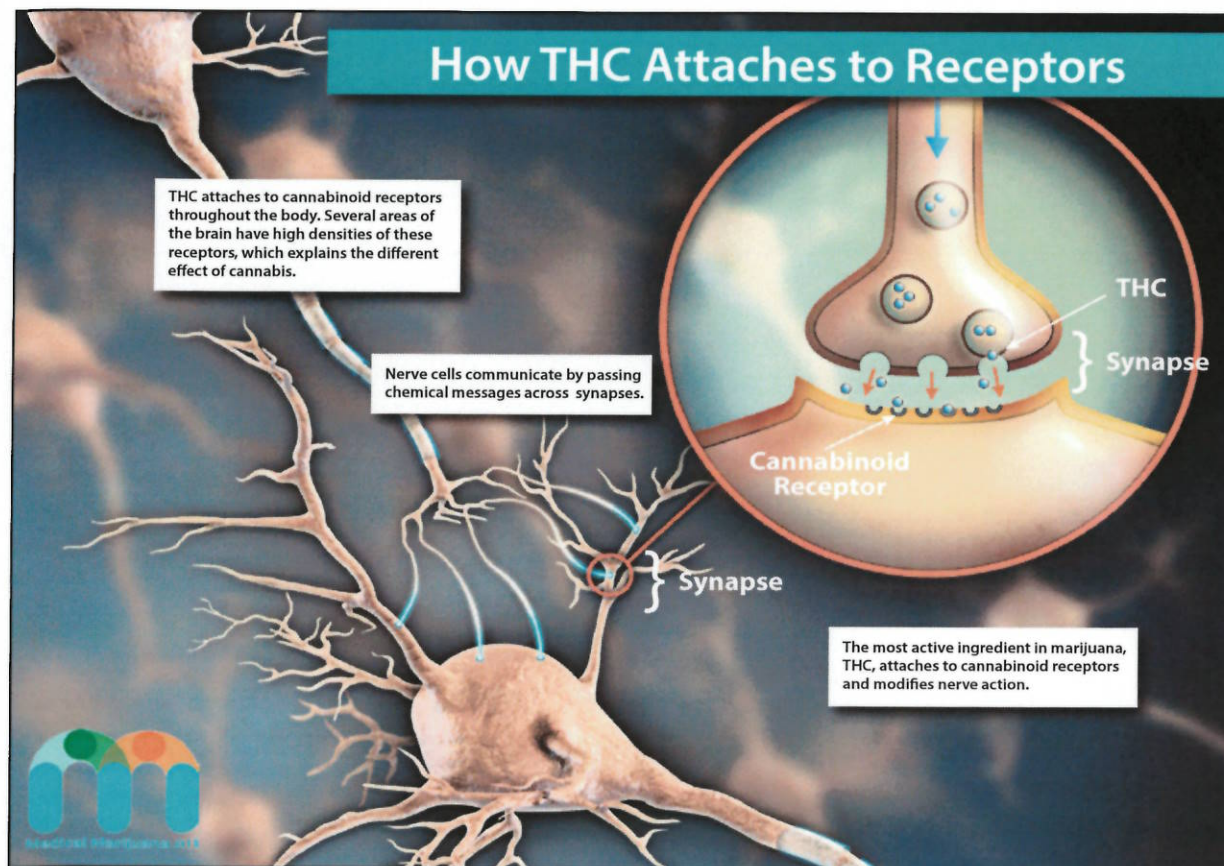 How THC Attaches to Receptors
THC attaches to cannabinoid receptors
throughout the body. Several areas of
the brain have high densities of these
receptors, which explains the different
effect of cannabis.
Nerve cells communicate by passing
chemical messages across synapses.
THC
Synapse
Cannabinoid
Receptor
Synapse
The most active ingredient in marijuana,
THC, attaches to cannabinoid receptors
and modifies nerve action.
Medical Marijuana